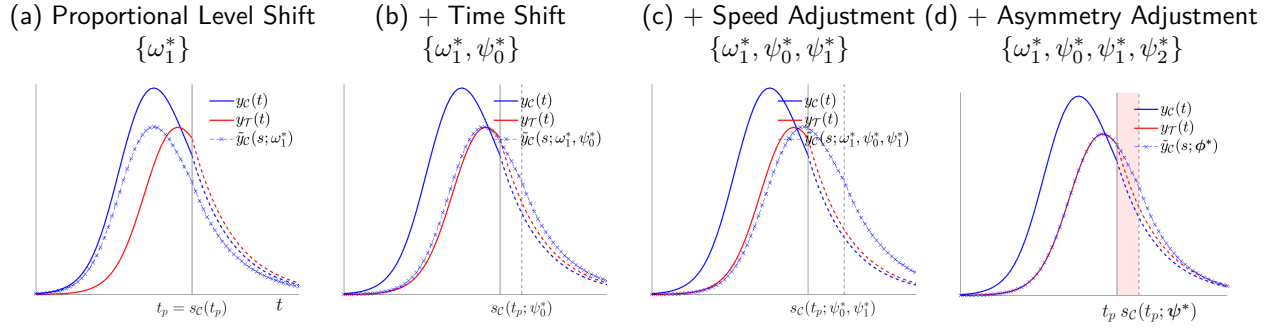 (a) Proportional Level Shift
{ω₁*}
y_𝒞(t)
y_𝒯(t)
ỹ_𝒞(s; ω₁*)
t_p = s_𝒞(t_p)
t
(b) + Time Shift
{ω₁*, ψ₀*}
y_𝒞(t)
y_𝒯(t)
ỹ_𝒞(s; ω₁*, ψ₀*)
s_𝒞(t_p; ψ₀*)
(c) + Speed Adjustment
{ω₁*, ψ₀*, ψ₁*}
y_𝒞(t)
y_𝒯(t)
ỹ_𝒞(s; ω₁*, ψ₀*, ψ₁*)
s_𝒞(t_p; ψ₀*, ψ₁*)
(d) + Asymmetry Adjustment
{ω₁*, ψ₀*, ψ₁*, ψ₂*}
y_𝒞(t)
y_𝒯(t)
ỹ_𝒞(s; ϕ*)
t_p s_𝒞(t_p; ψ*)